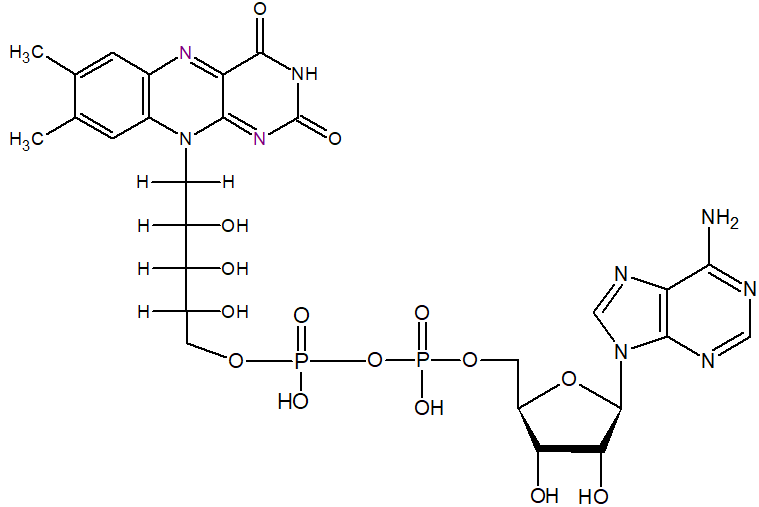 O
H3C N NH
H3C N N O
H H
H OH
H OH NH2
H OH N N
O O
O P O P O N N
HO OH O
OH HO